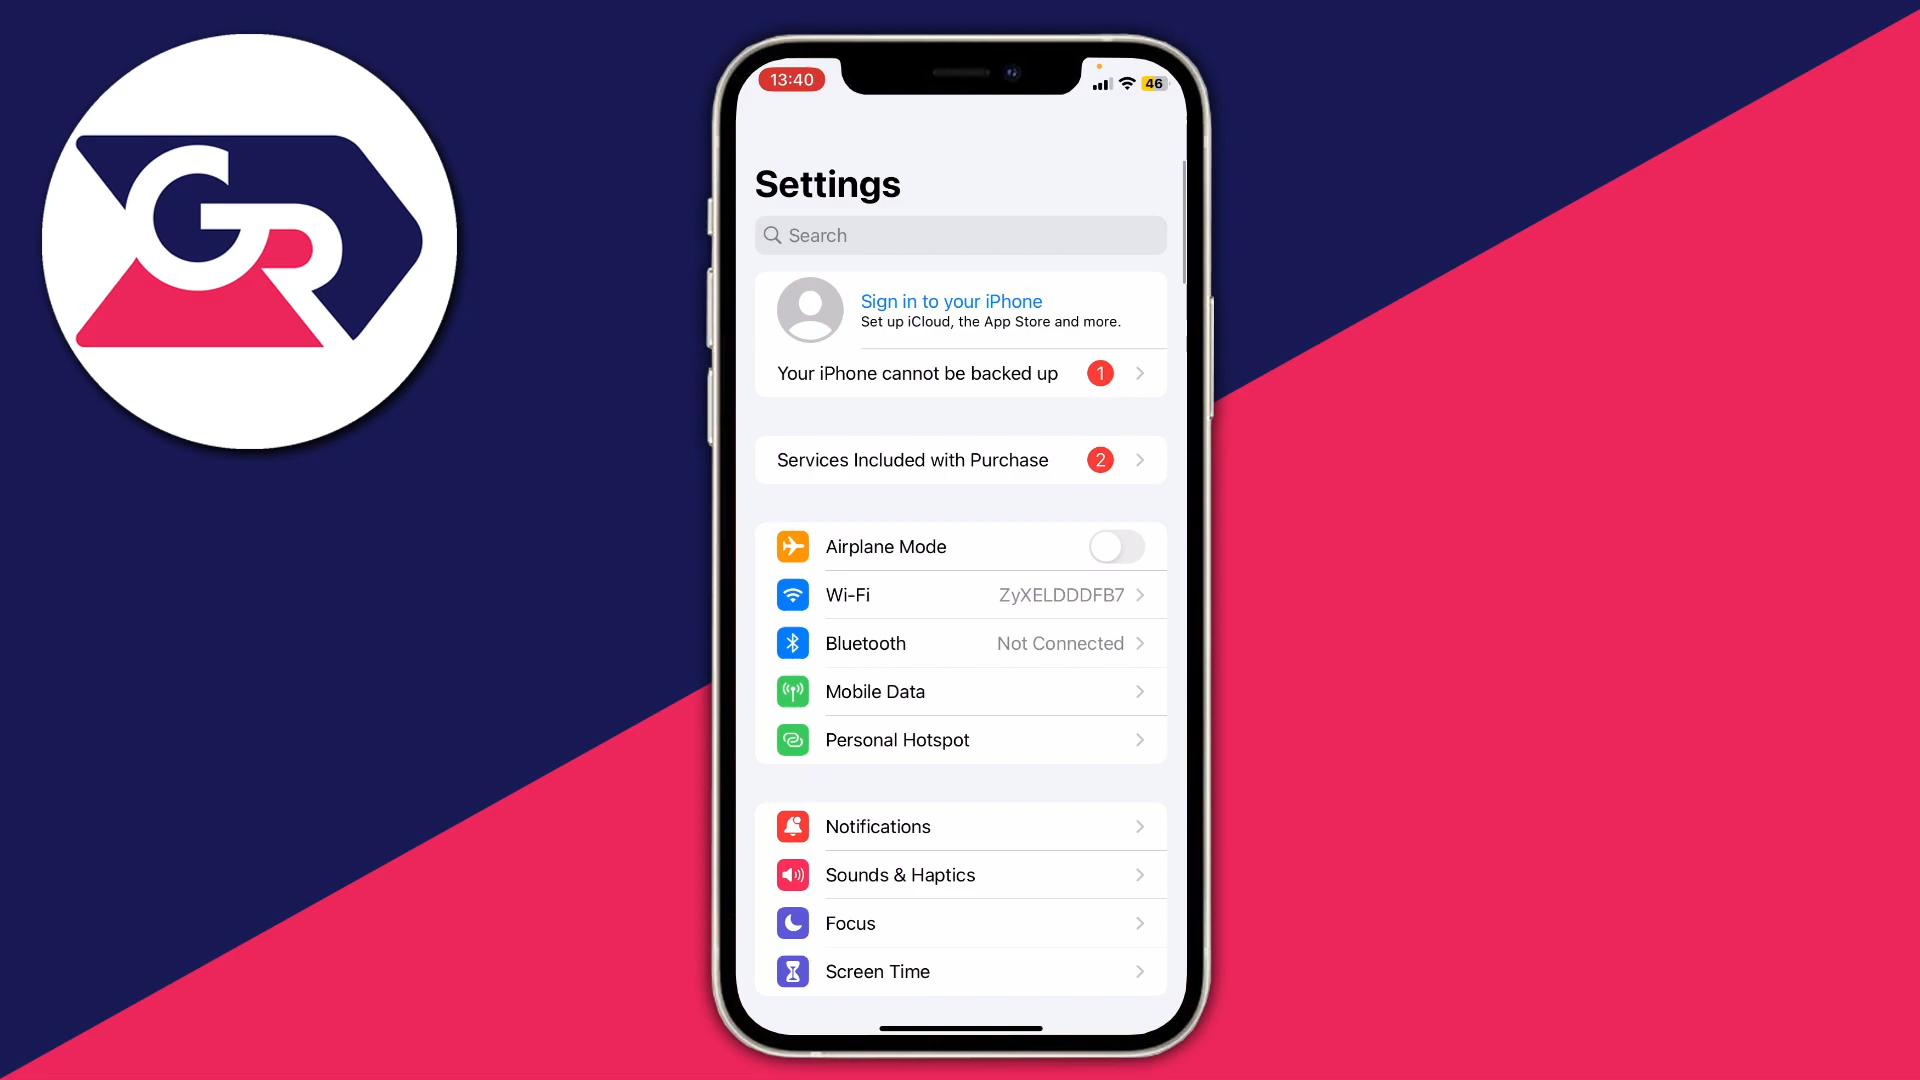 GR
13:40
46
Settings
Search
Sign in to your iPhone
Set up iCloud, the App Store and more.
Your iPhone cannot be backed up 1
Services Included with Purchase 2
Airplane Mode
Wi-Fi ZyXELDDDFB7
Bluetooth Not Connected
Mobile Data
Personal Hotspot
Notifications
Sounds & Haptics
Focus
Screen Time